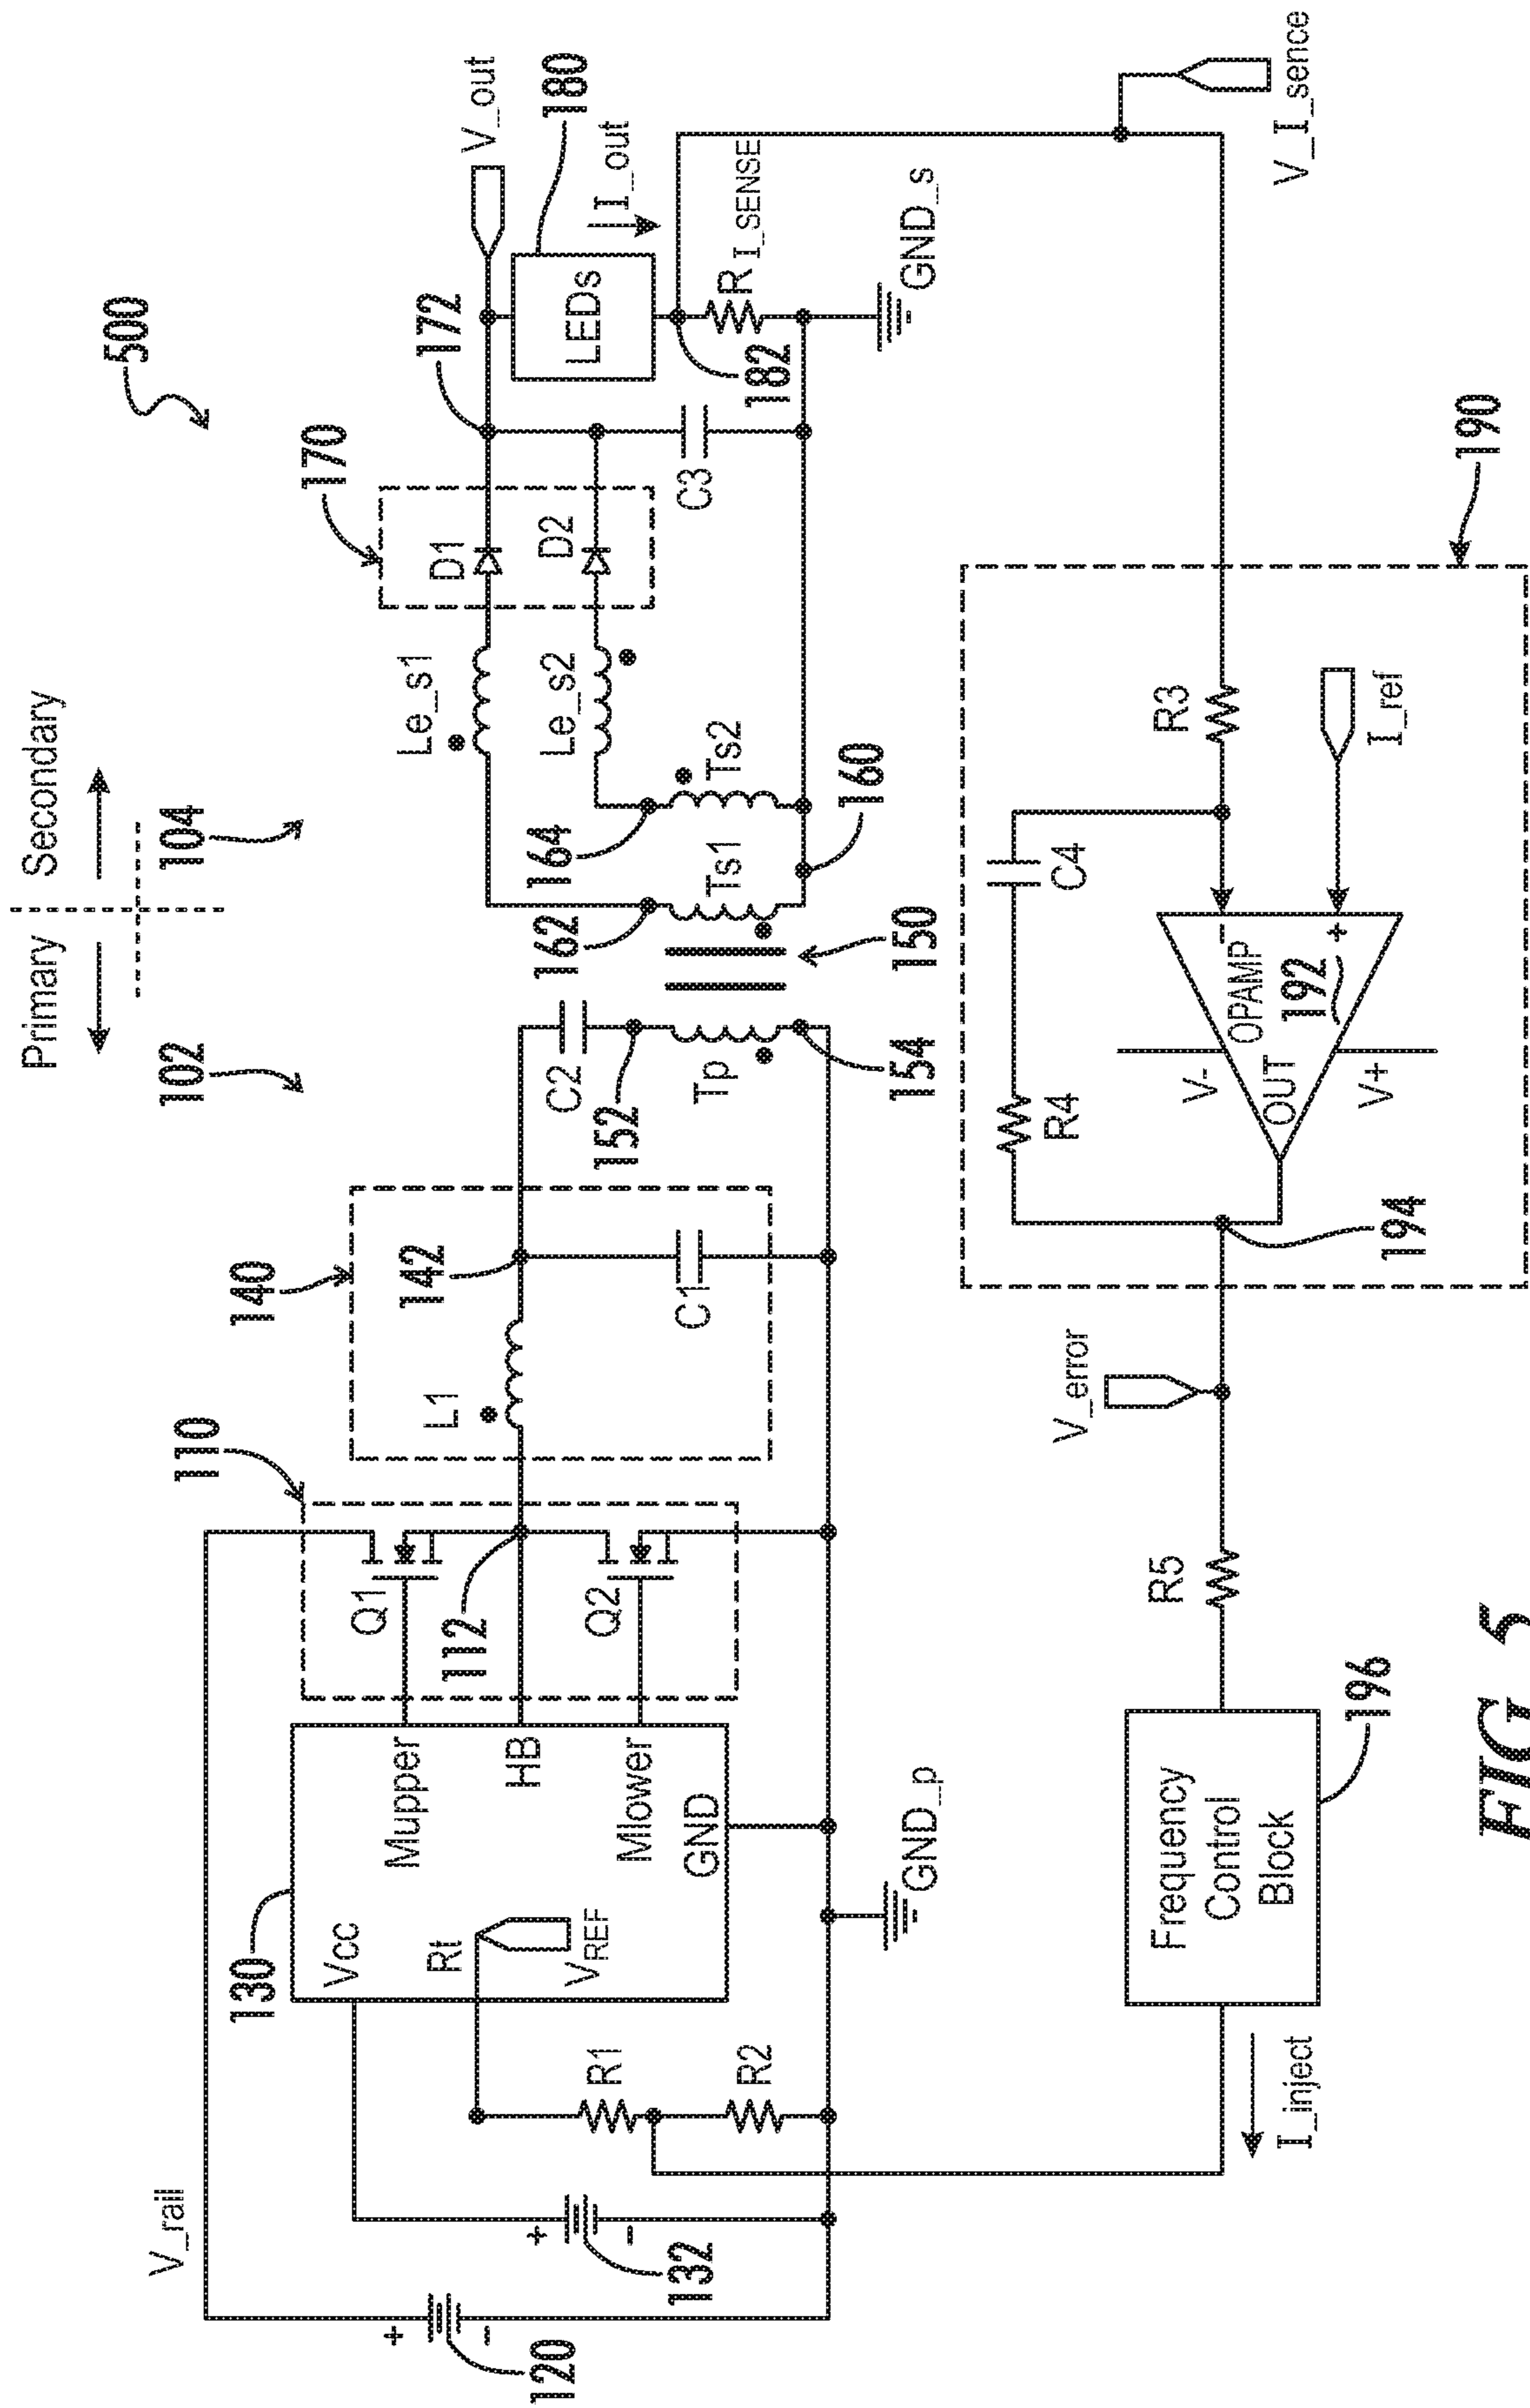 500
Primary
Secondary
102
104
V_rail
120
+
-
132
+
-
130
Vcc
Rt
VREF
Mupper
HB
Mlower
GND
R1
R2
GND_p
110
Q1
112
Q2
140
L1
142
C1
C2
152
Tp
154
150
162
Ts1
164
Ts2
160
Le_s1
Le_s2
170
D1
D2
172
C3
V_out
180
LEDs
I_out
182
RI_SENSE
GND_s
V_I_sence
190
R3
I_ref
C4
R4
-
+
OPAMP
192
OUT
V-
V+
194
V_error
R5
Frequency
Control
Block
196
I_inject
FIG. 5